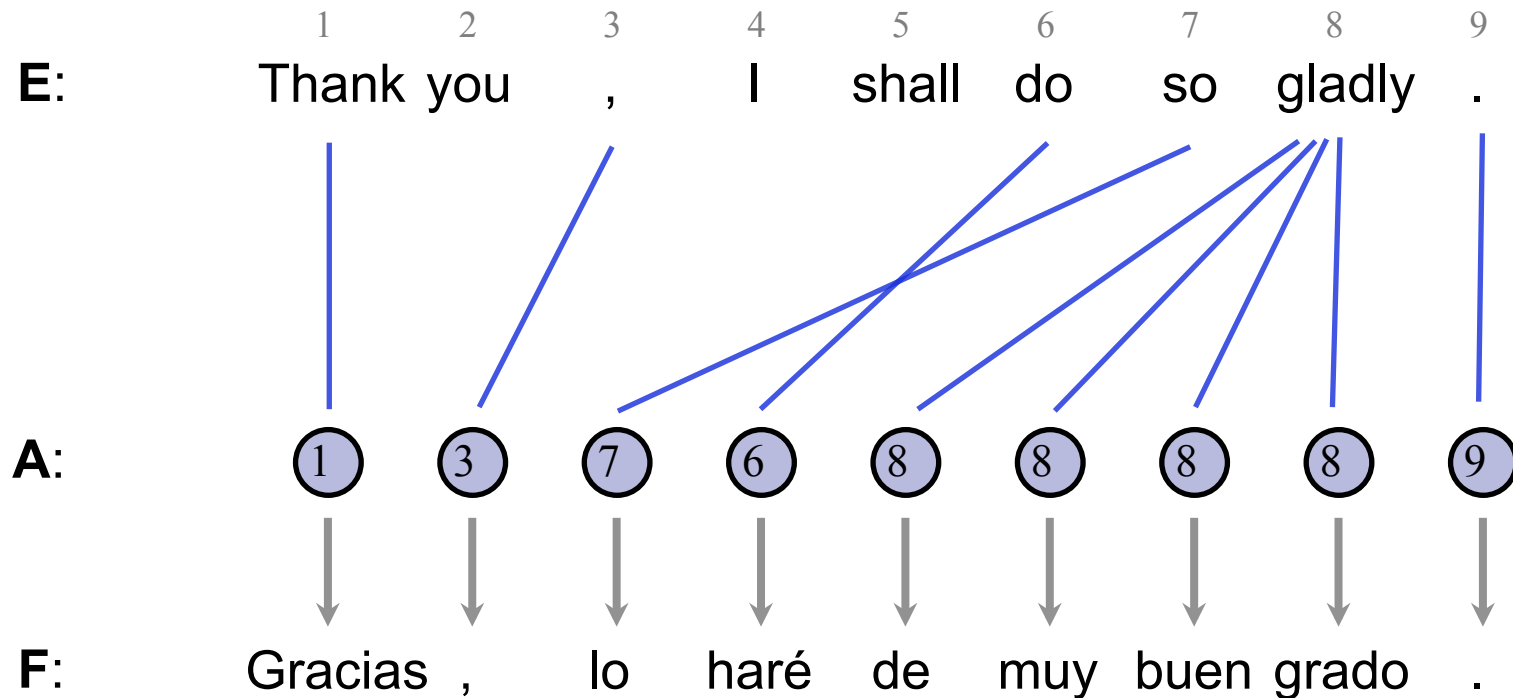 1 2 3 4 5 6 7 8 9
E: Thank you , I shall do so gladly .
A: 1 3 7 6 8 8 8 8 9
F: Gracias , lo haré de muy buen grado .